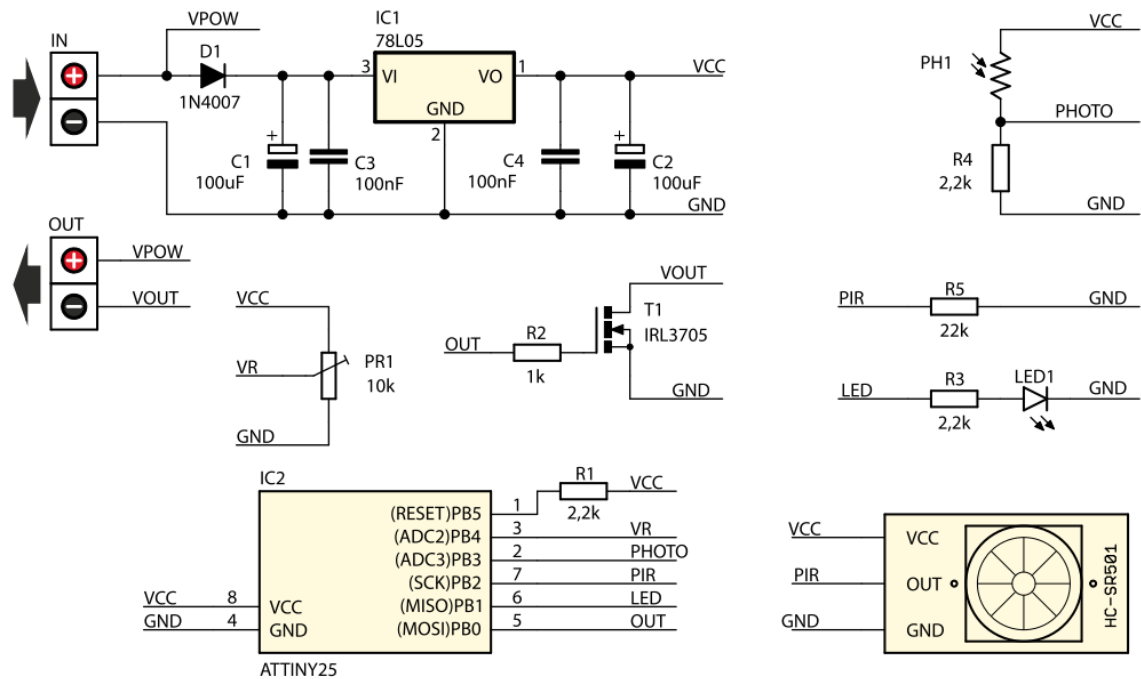 VPOW
IN
D1
1N4007
IC1
78L05
3 VI VO 1
GND
2
VCC
+
C1
100uF
C3
100nF
C4
100nF
+
C2
100uF
GND
VCC
PH1
PHOTO
R4
2,2k
GND
OUT
VPOW
VOUT
VCC
VR
PR1
10k
GND
OUT
R2
1k
VOUT
T1
IRL3705
GND
PIR
R5
22k
GND
LED
R3
2,2k
LED1
GND
IC2
R1
2,2k
VCC
(RESET)PB5 1
(ADC2)PB4 3 VR
(ADC3)PB3 2 PHOTO
(SCK)PB2 7 PIR
VCC 8 VCC (MISO)PB1 6 LED
GND 4 GND (MOSI)PB0 5 OUT
ATTINY25
VCC VCC
PIR OUT
GND GND
HC-SR501